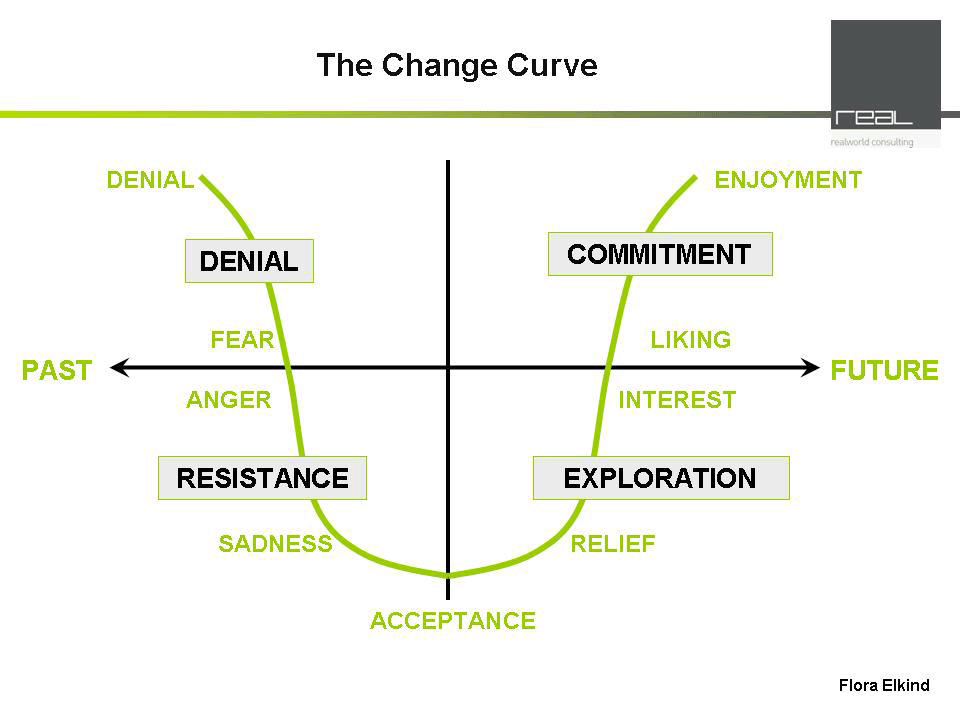 The Change Curve
real
realworld consulting
DENIAL
ENJOYMENT
DENIAL
COMMITMENT
FEAR
LIKING
PAST
FUTURE
ANGER
INTEREST
RESISTANCE
EXPLORATION
SADNESS
RELIEF
ACCEPTANCE
Flora Elkind